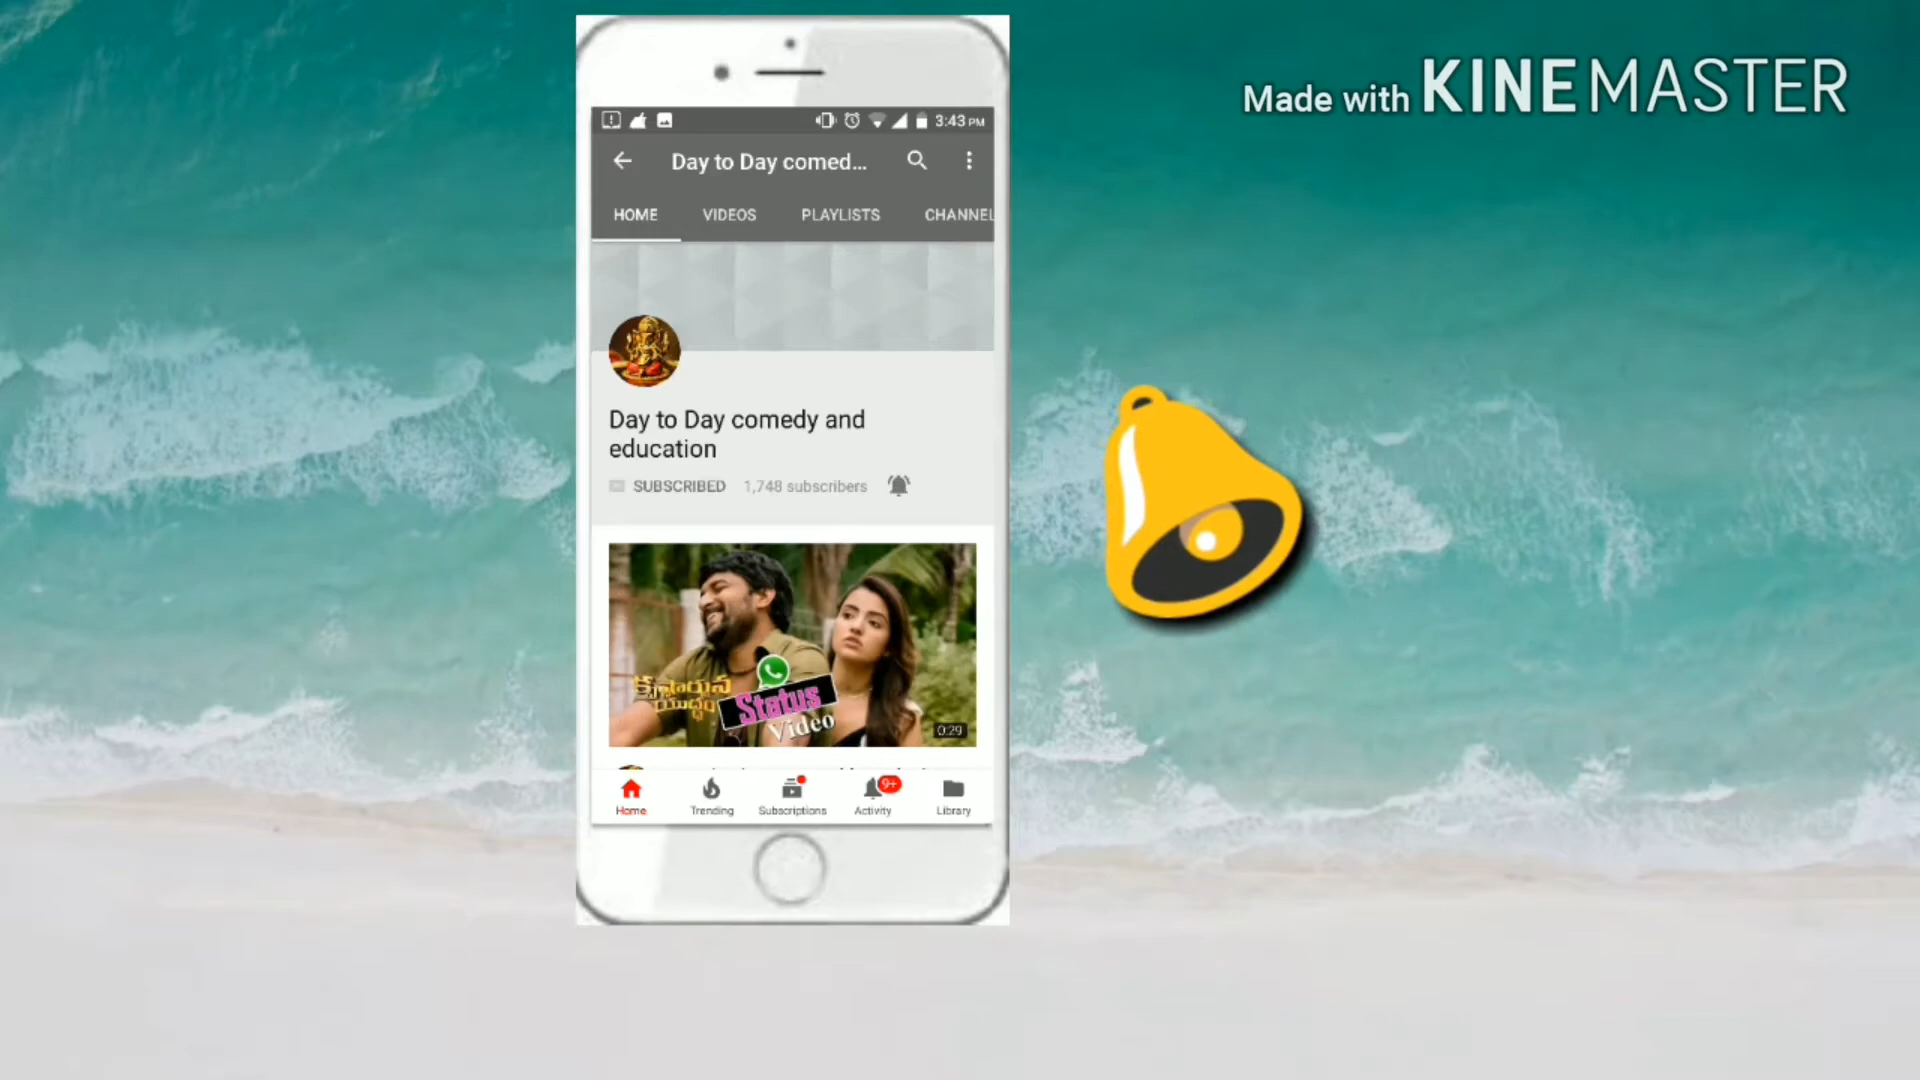 Made with KINEMASTER
3:43 PM
Day to Day comed...
HOME VIDEOS PLAYLISTS CHANNEL
Day to Day comedy and
education
SUBSCRIBED 1,748 subscribers
కృష్ణార్జున
యుద్ధం
Status
Video
0:29
9+
Home Trending Subscriptions Activity Library